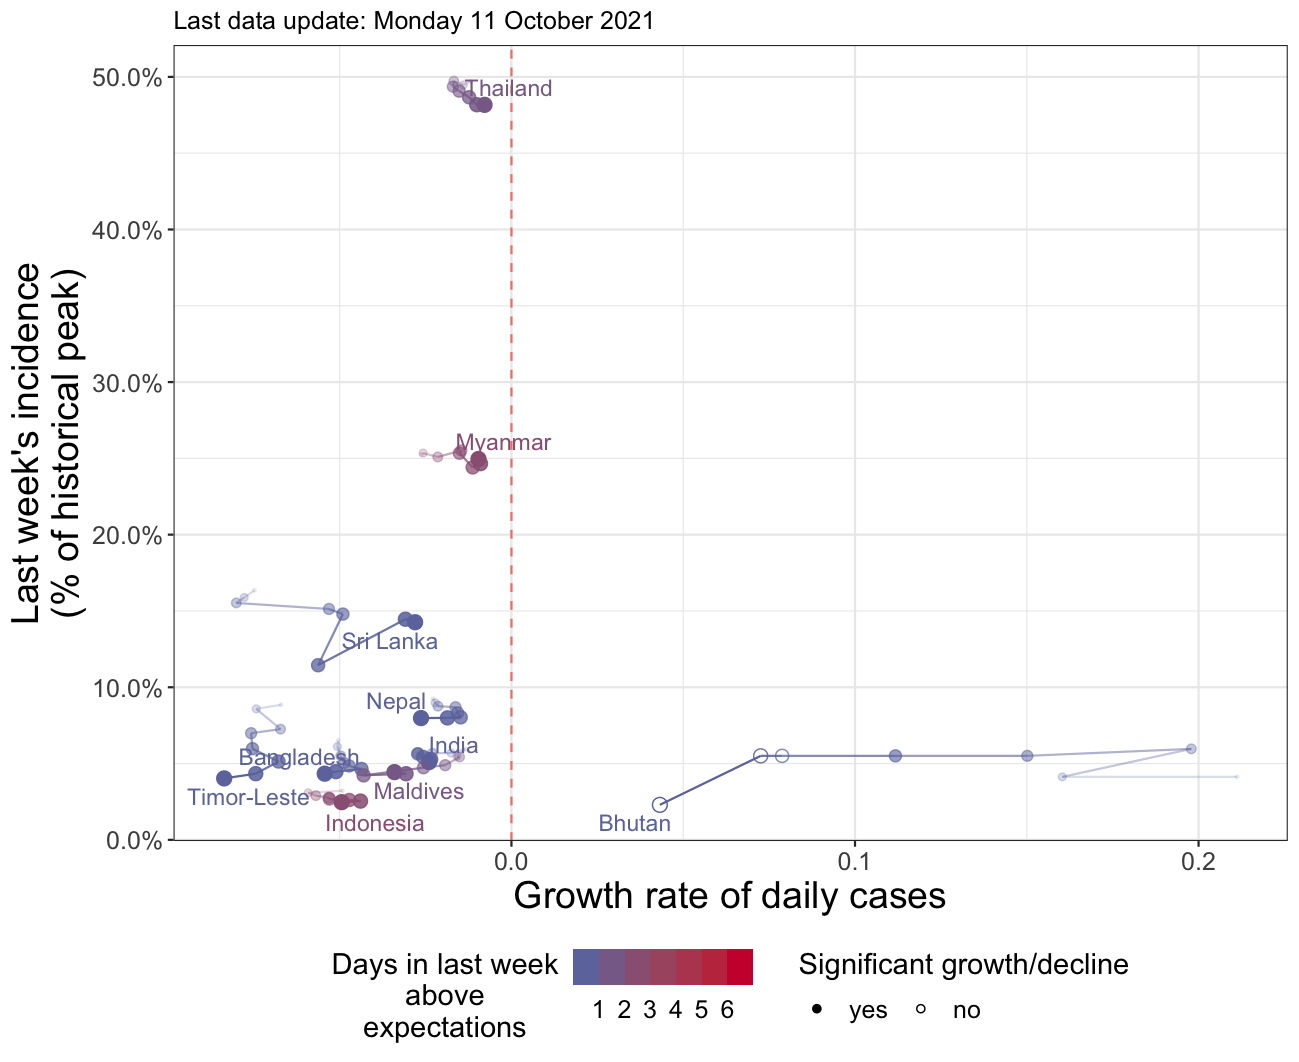 Last data update: Monday 11 October 2021
Last week's incidence
(% of historical peak)
50.0%
40.0%
30.0%
20.0%
10.0%
0.0%
Thailand
Myanmar
Sri Lanka
Nepal
India
Bangladesh
Maldives
Timor-Leste
Indonesia
Bhutan
0.0 0.1 0.2
Growth rate of daily cases
Days in last week
above
expectations
1 2 3 4 5 6
Significant growth/decline
yes no